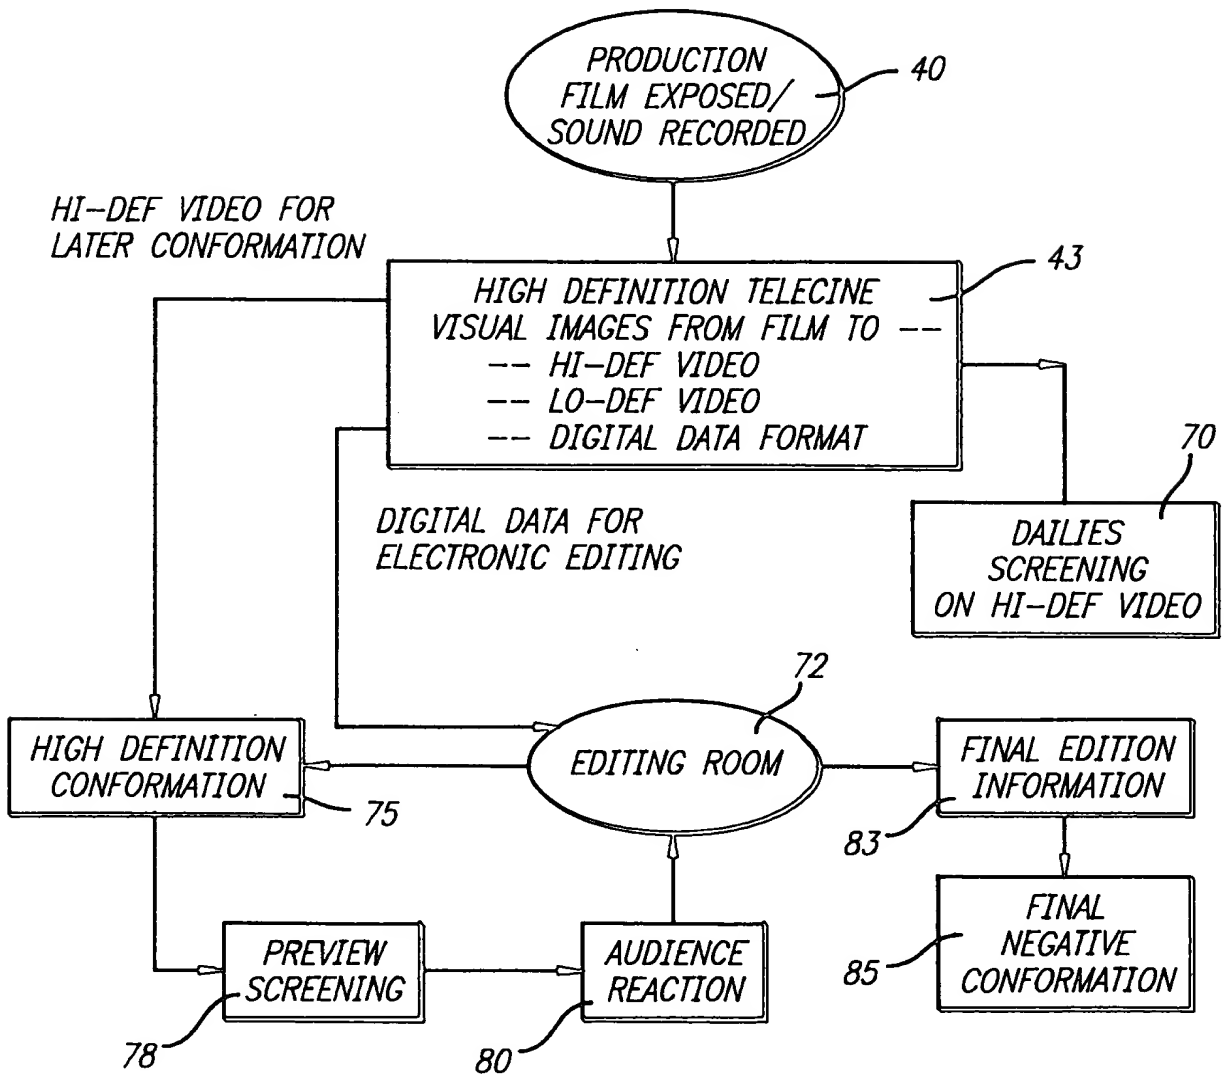 PRODUCTION
FILM EXPOSED/
SOUND RECORDED
40
HI-DEF VIDEO FOR
LATER CONFORMATION
43
HIGH DEFINITION TELECINE
VISUAL IMAGES FROM FILM TO --
-- HI-DEF VIDEO
-- LO-DEF VIDEO
-- DIGITAL DATA FORMAT
70
DIGITAL DATA FOR
ELECTRONIC EDITING
DAILIES
SCREENING
ON HI-DEF VIDEO
72
HIGH DEFINITION
CONFORMATION
75
EDITING ROOM
FINAL EDITION
INFORMATION
83
PREVIEW
SCREENING
78
AUDIENCE
REACTION
80
FINAL
NEGATIVE
CONFORMATION
85